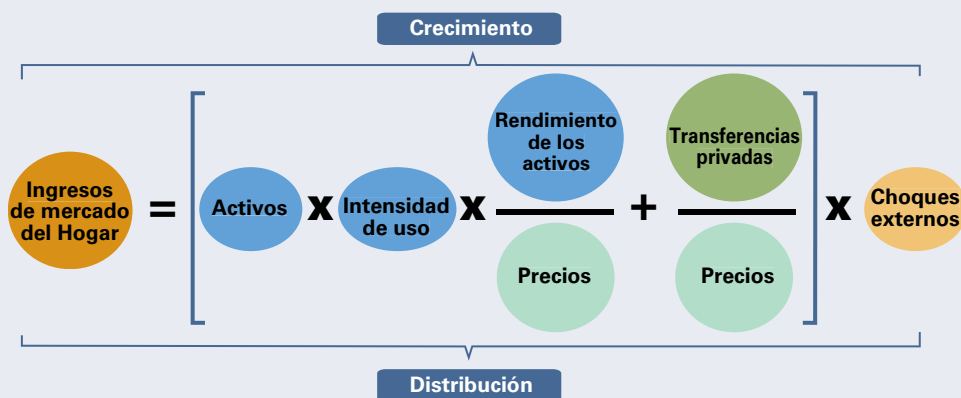 Crecimiento
Ingresos
de mercado
del Hogar
=
Activos
x
Intensidad
de uso
x
Rendimiento
de los
activos
Precios
+
Transferencias
privadas
Precios
x
Choques
externos
Distribución